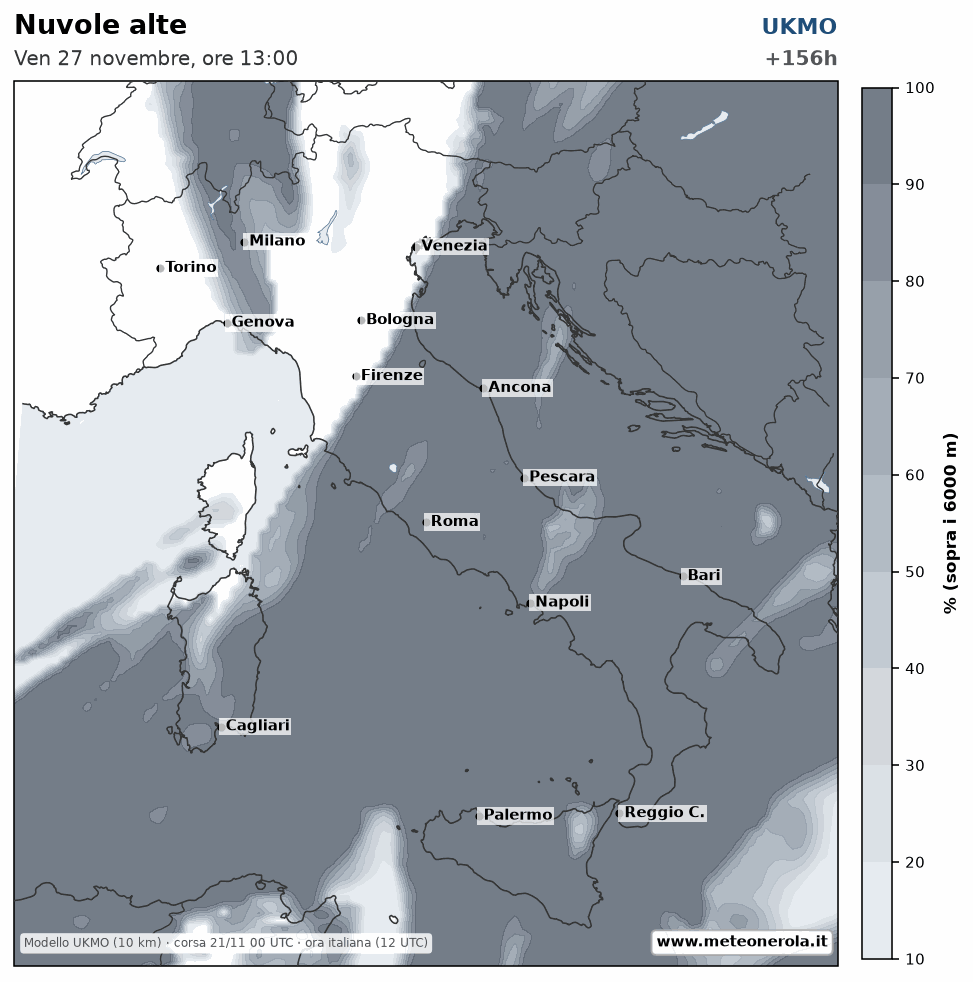 Nuvole alte
UKMO
Ven 27 novembre, ore 13:00
+156h
Milano
Venezia
Torino
Genova
Bologna
Firenze
Ancona
Pescara
Roma
Bari
Napoli
Cagliari
Palermo
Reggio C.
Modello UKMO (10 km) · corsa 21/11 00 UTC · ora italiana (12 UTC)
www.meteonerola.it
100
90
80
70
60
50
40
30
20
10
% (sopra i 6000 m)